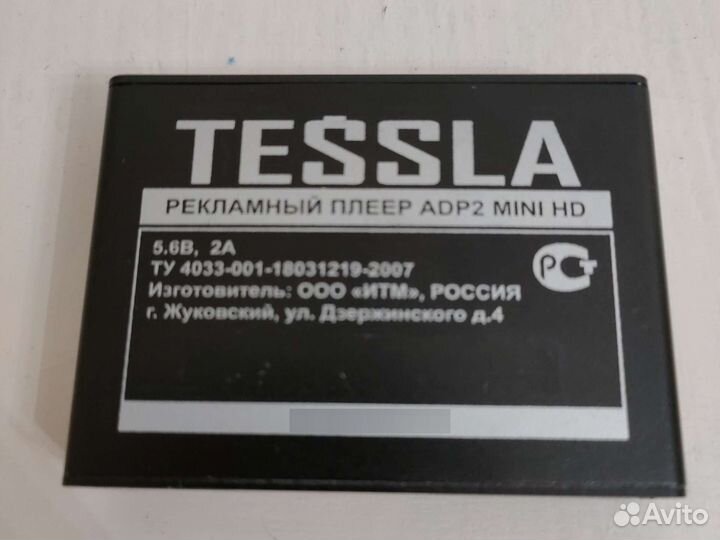 TESSLA
РЕКЛАМНЫЙ ПЛЕЕР ADP2 MINI HD
5.6В, 2А
ТУ 4033-001-18031219-2007
Изготовитель: ООО «ИТМ», РОССИЯ
г. Жуковский, ул. Дзержинского д.4
РСТ
Avito